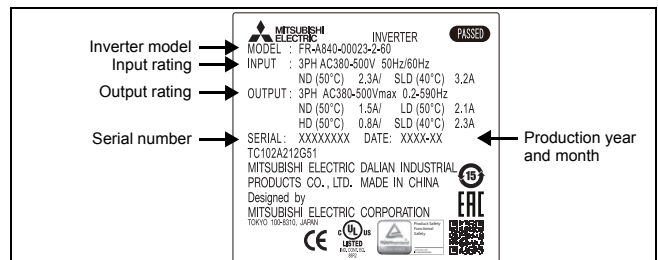 MITSUBISHI
ELECTRIC
INVERTER
PASSED
Inverter model
MODEL : FR-A840-00023-2-60
Input rating
INPUT : 3PH AC380-500V 50Hz/60Hz
ND (50°C) 2.3A/ SLD (40°C) 3.2A
Output rating
OUTPUT : 3PH AC380-500Vmax 0.2-590Hz
ND (50°C) 1.5A/ LD (50°C) 2.1A
HD (50°C) 0.8A/ SLD (40°C) 2.3A
Serial number
SERIAL: XXXXXXXX DATE: XXXX-XX
Production year
and month
TC102A212G51
MITSUBISHI ELECTRIC DALIAN INDUSTRIAL
PRODUCTS CO., LTD. MADE IN CHINA
15
Designed by
MITSUBISHI ELECTRIC CORPORATION
EAC
TOKYO 100-8310, JAPAN
CE
c UL us
LISTED
IND. CONT. EQ.
Product Safety
Functional
Safety